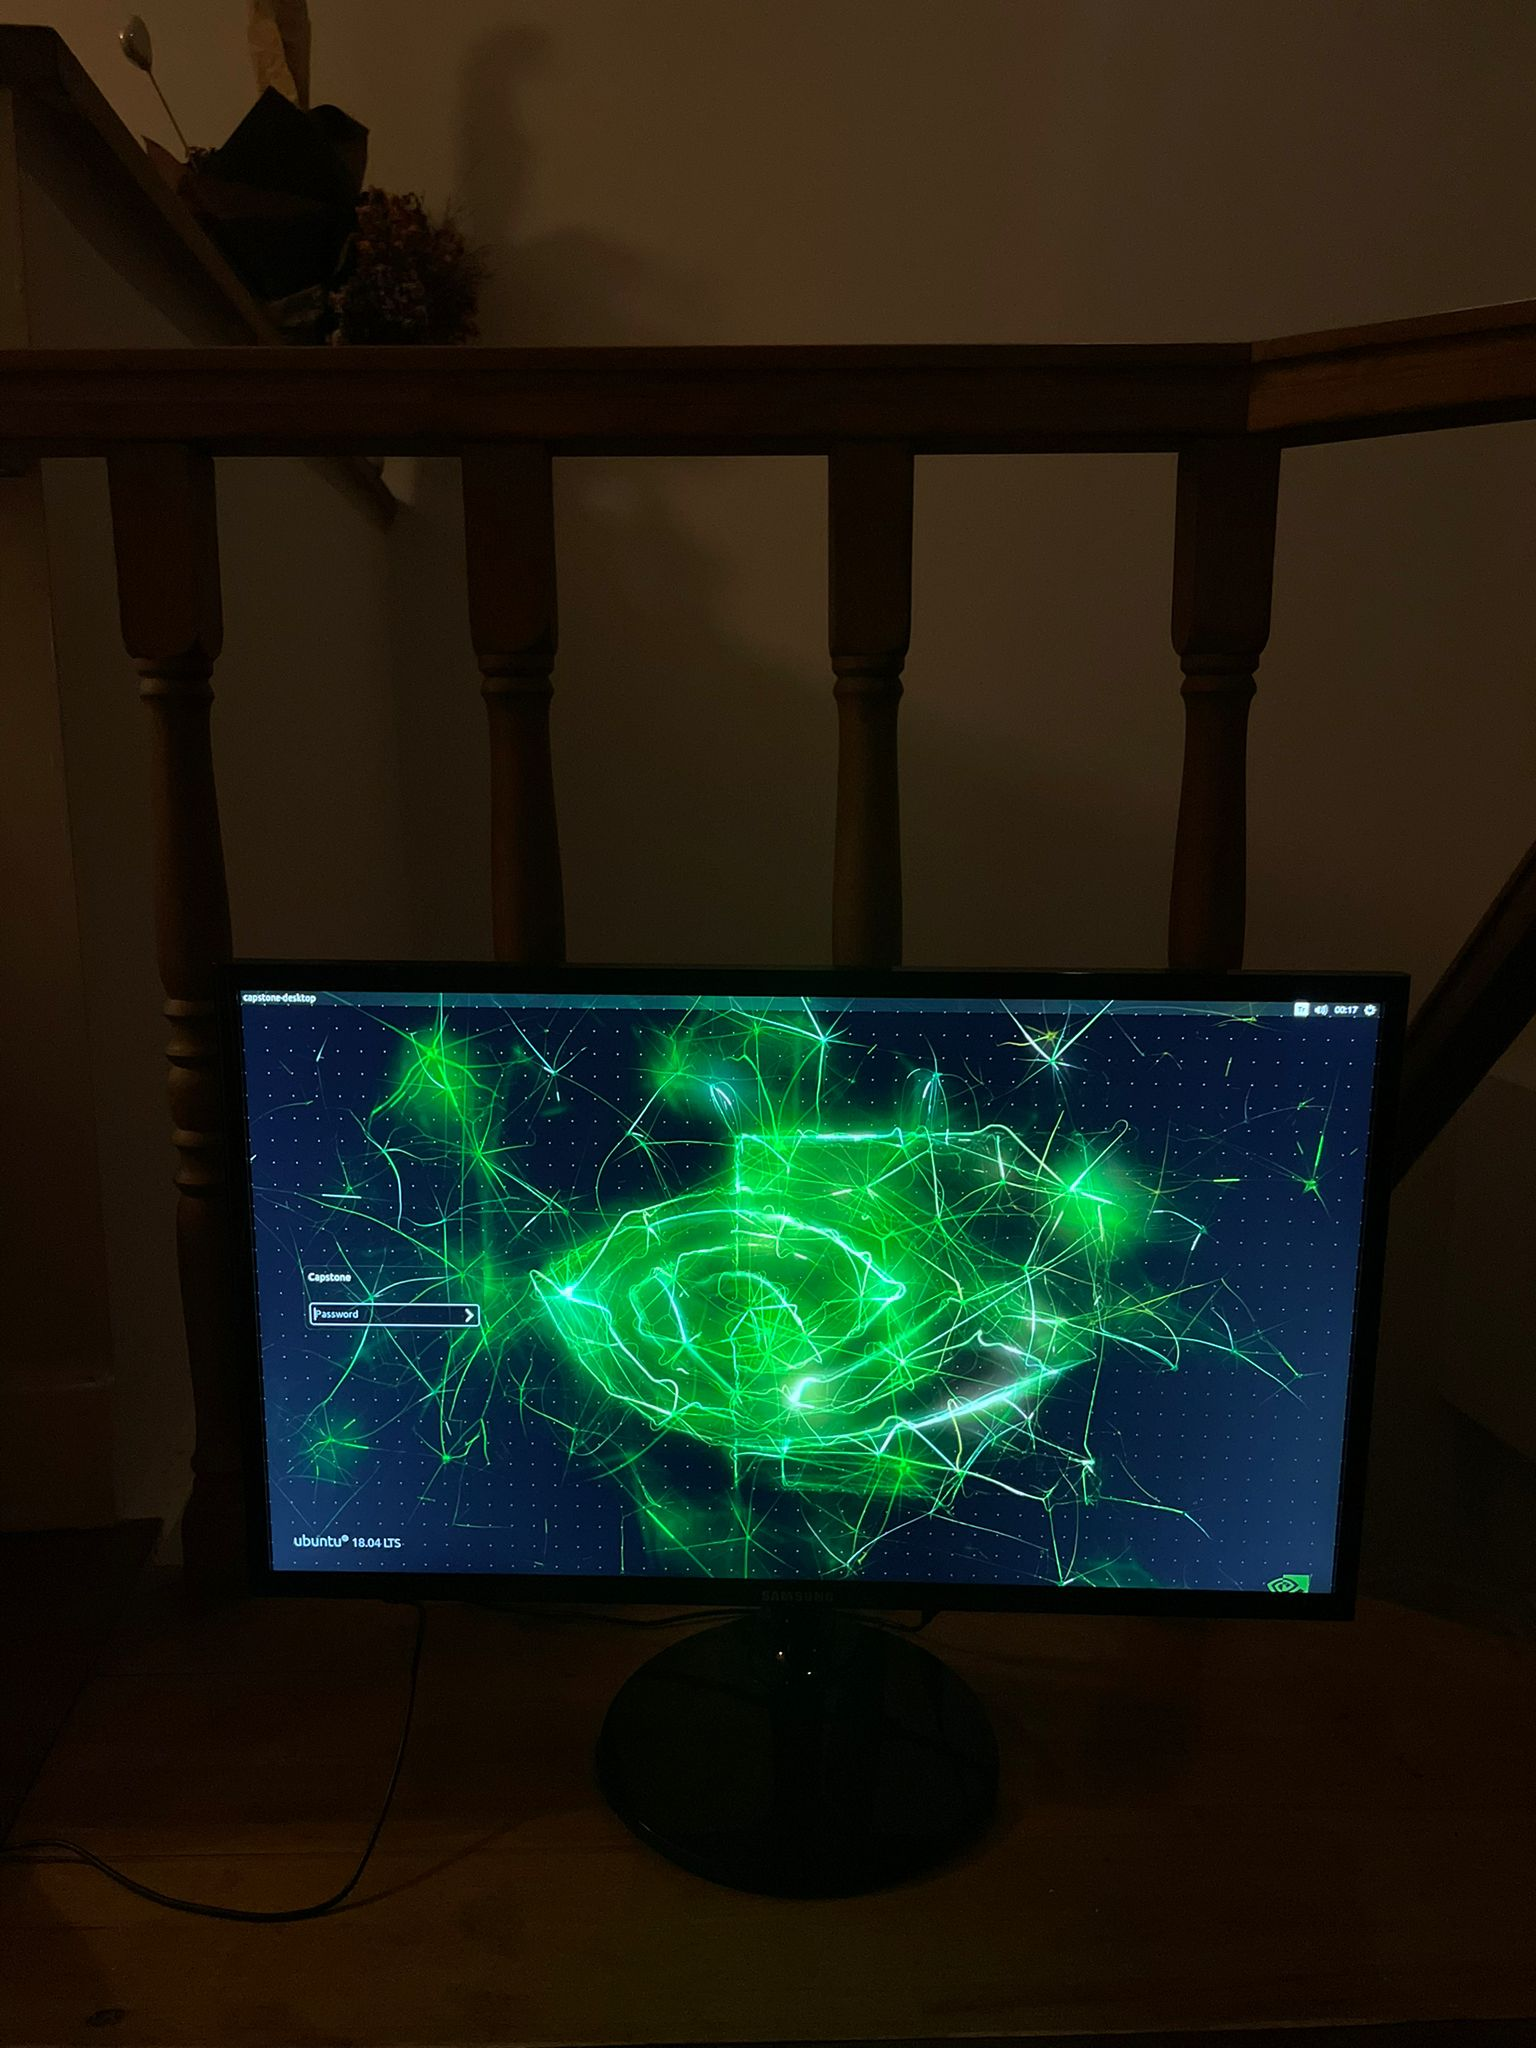 capstone-desktop
00:17
Capstone
Password
ubuntu® 18.04 LTS
SAMSUNG